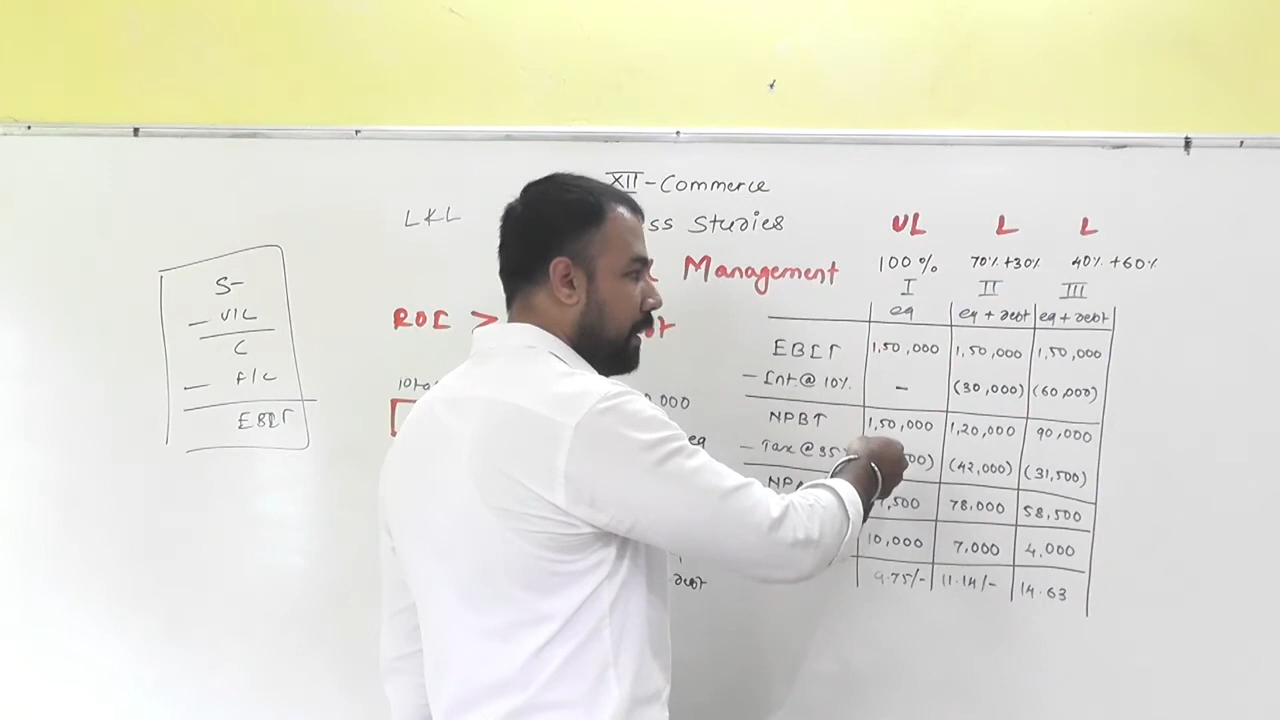 XII-Commerce
LKL
ss Studies
Management
ROI >
UL L L
100% 70%+30% 40%+60%
I II III
eq eq + debt eq + debt
EBIT 1,50,000 1,50,000 1,50,000
- Int.@ 10%. - (30,000) (60,000)
NPBT 1,50,000 1,20,000 90,000
- Tax @ 35 (42,000) (31,500)
78,000 58,500
10,000 7,000 4,000
9.75/- 11.14/- 14.63
S-
- V/C
C
- F/C
EBIT
eq
debt